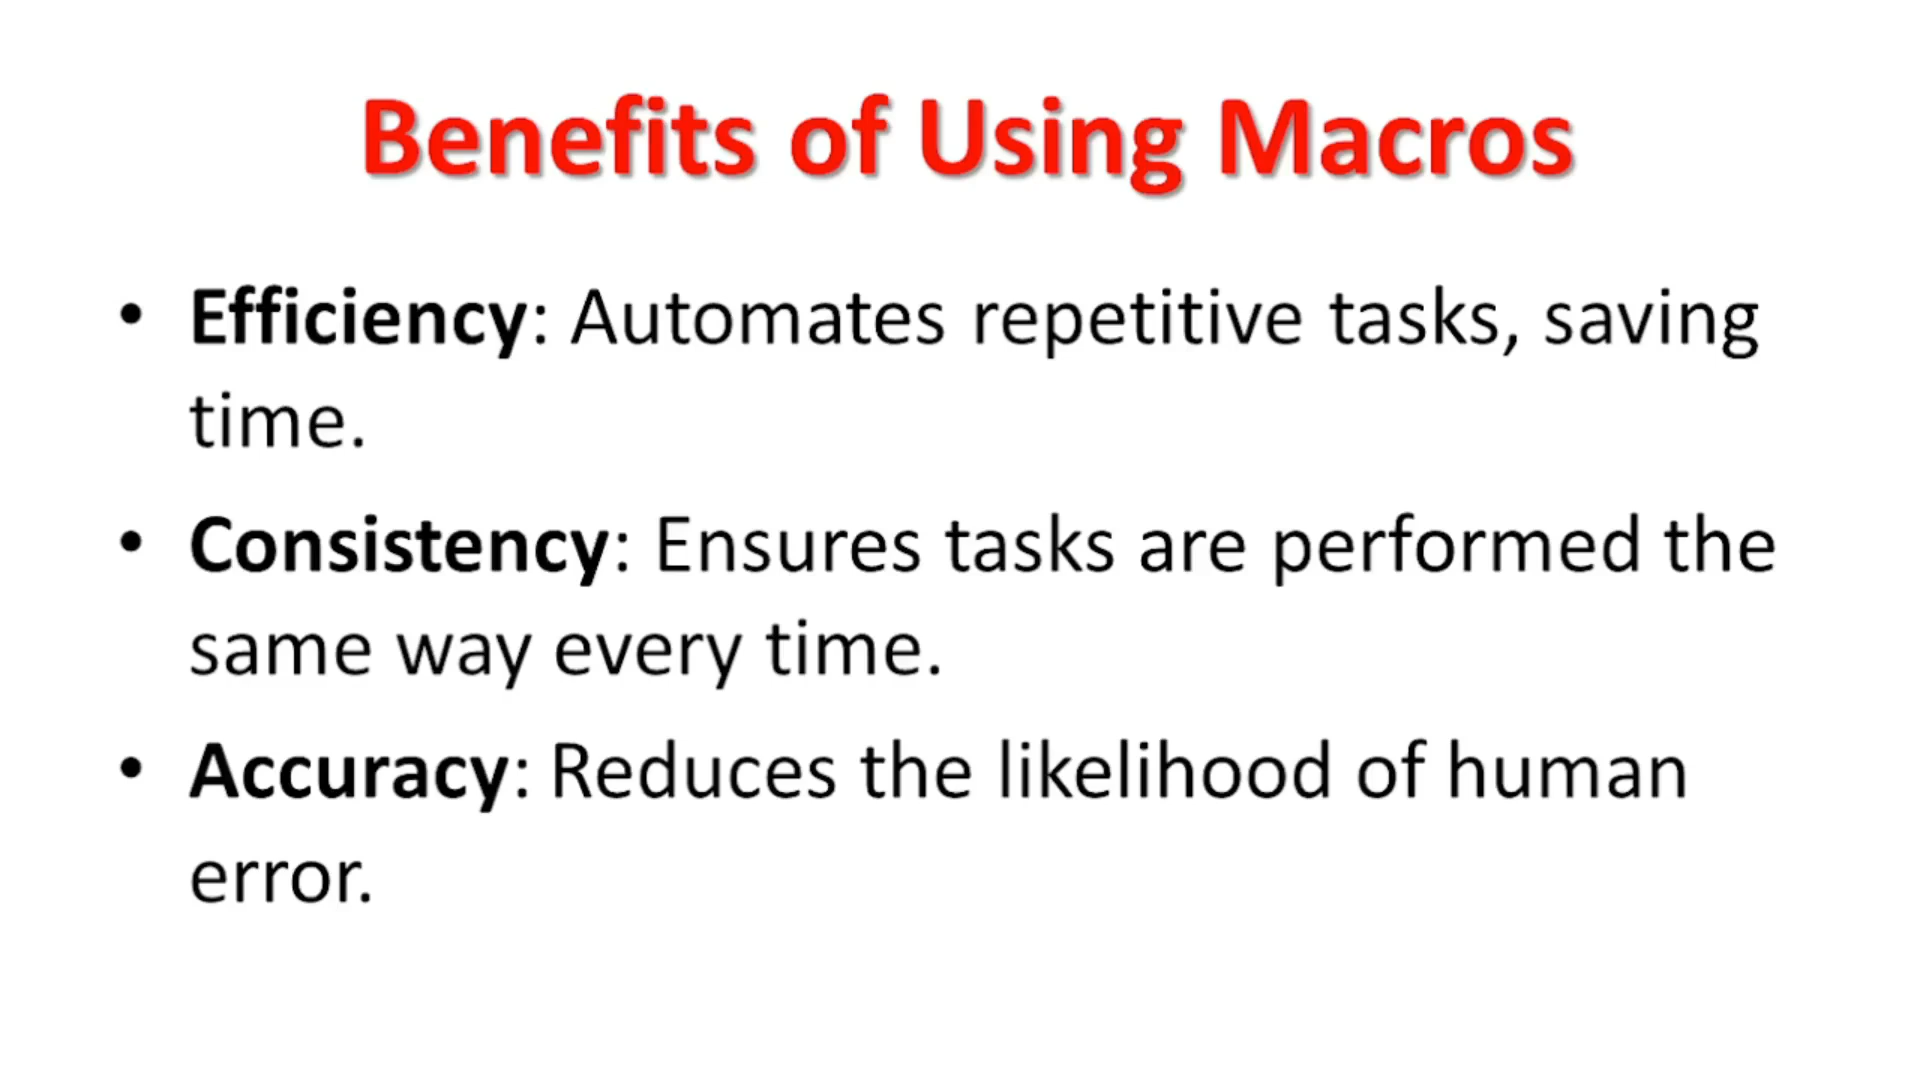 Benefits of Using Macros
• Efficiency: Automates repetitive tasks, saving
time.
• Consistency: Ensures tasks are performed the
same way every time.
• Accuracy: Reduces the likelihood of human
error.